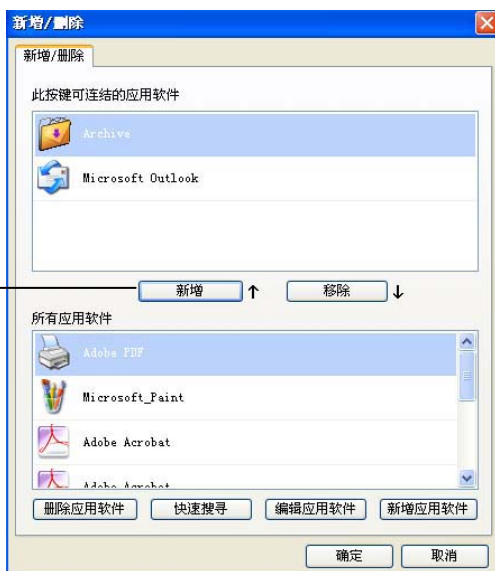 新增/删除
新增/册除
此按键可连结的应用软件
Archive
Microsoft Outlook
新增 ↑ 移除 ↓
所有应用软件
Adobe PDF
Microsoft_Paint
Adobe Acrobat
Adobe Acrobat
删除应用软件 快速搜寻 编辑应用软件 新增应用软件
确定 取消